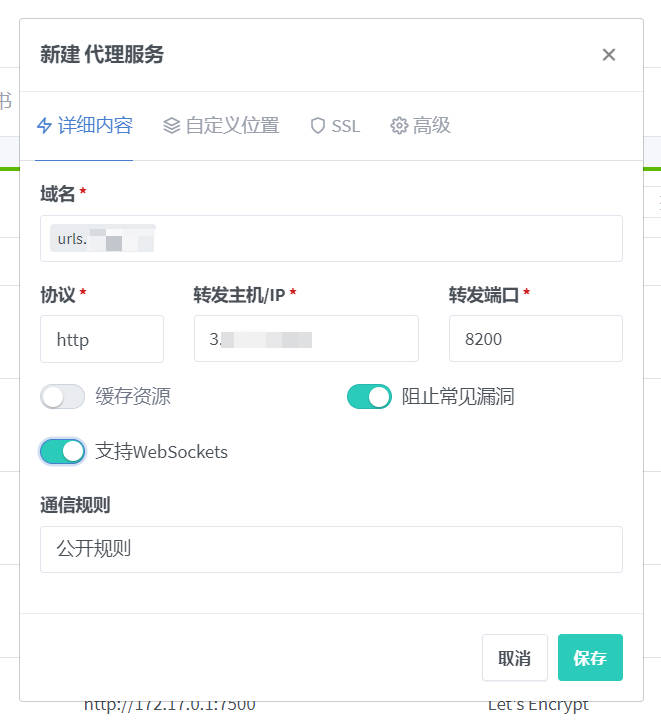 新建 代理服务
书
详细内容 自定义位置 SSL 高级
域名 *
urls.
协议 * 转发主机/IP * 转发端口 *
http 3. 8200
缓存资源 阻止常见漏洞
支持WebSockets
通信规则
公开规则
取消 保存
http://172.17.0.1:7500 Let's Encrypt